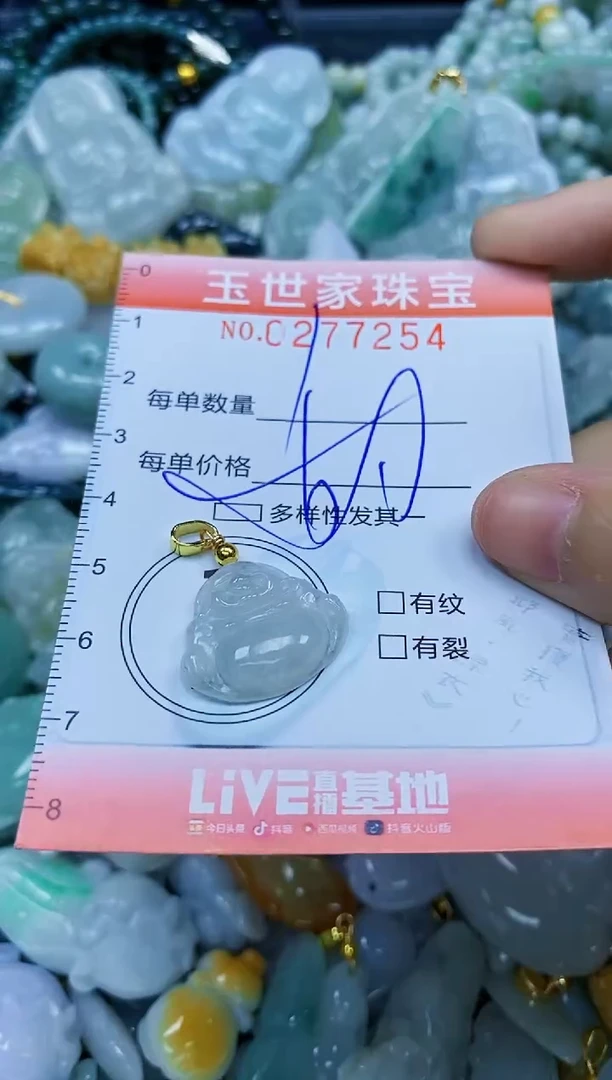 玉世家珠宝
NO.0277254
每单数量
每单价格
多样性发其一
有纹
有裂
LiVE直播基地
今日头条 抖音 西瓜视频 抖音火山版
0
1
2
3
4
5
6
7
8